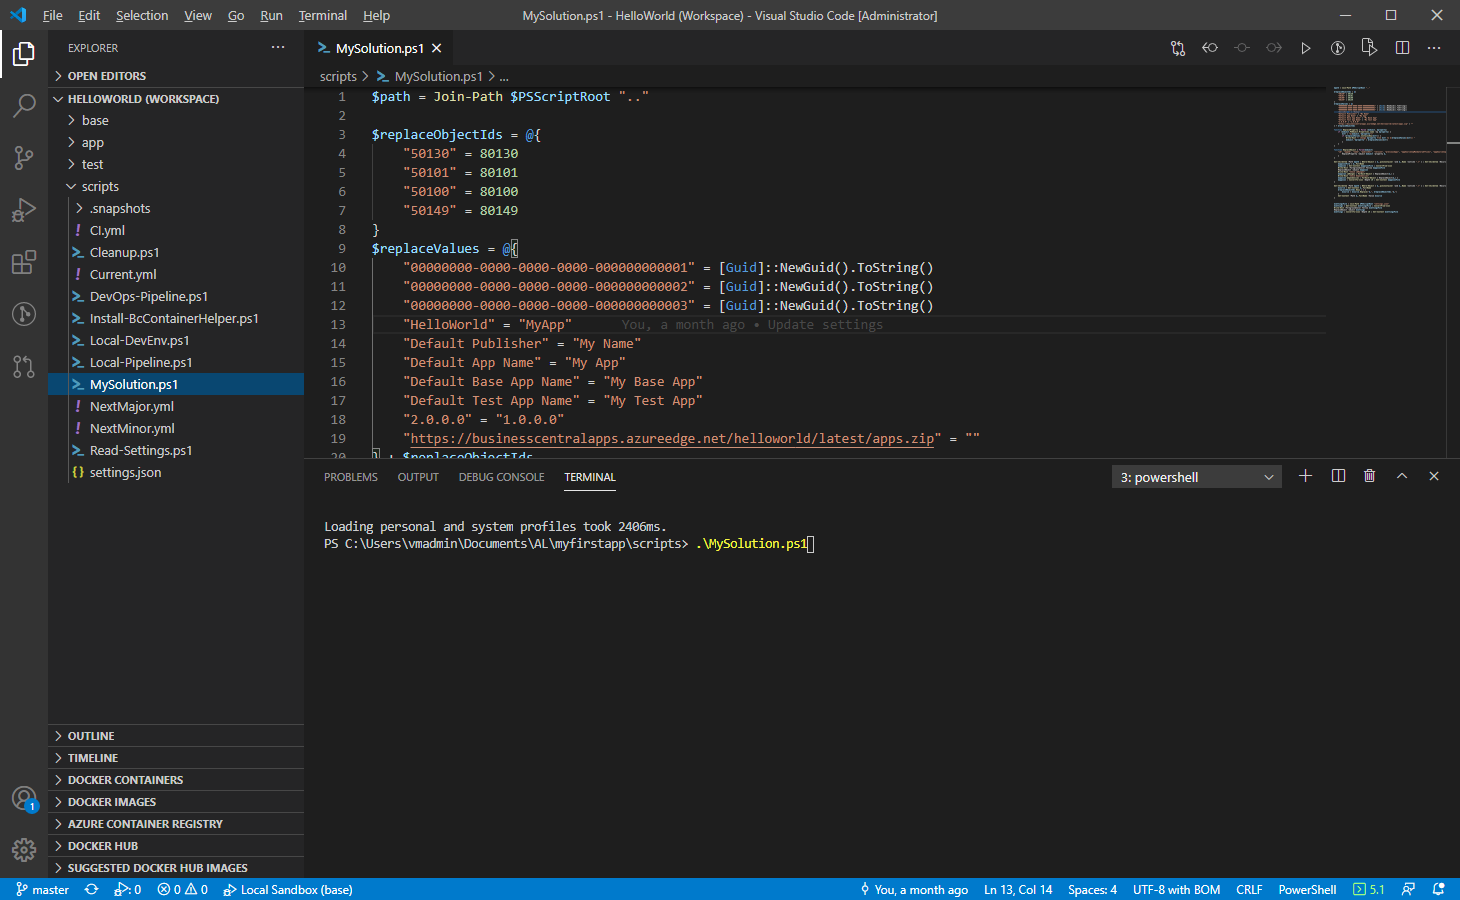 File Edit Selection View Go Run Terminal Help
MySolution.ps1 - HelloWorld (Workspace) - Visual Studio Code [Administrator]
EXPLORER
OPEN EDITORS
HELLOWORLD (WORKSPACE)
base
app
test
scripts
.snapshots
! CI.yml
Cleanup.ps1
! Current.yml
DevOps-Pipeline.ps1
Install-BcContainerHelper.ps1
Local-DevEnv.ps1
Local-Pipeline.ps1
MySolution.ps1
! NextMajor.yml
! NextMinor.yml
Read-Settings.ps1
{} settings.json
OUTLINE
TIMELINE
DOCKER CONTAINERS
DOCKER IMAGES
AZURE CONTAINER REGISTRY
DOCKER HUB
SUGGESTED DOCKER HUB IMAGES
1
MySolution.ps1
scripts > MySolution.ps1 > ...
1 $path = Join-Path $PSScriptRoot ".."
2
3 $replaceObjectIds = @{
4 "50130" = 80130
5 "50101" = 80101
6 "50100" = 80100
7 "50149" = 80149
8 }
9 $replaceValues = @{
10 "00000000-0000-0000-0000-000000000001" = [Guid]::NewGuid().ToString()
11 "00000000-0000-0000-0000-000000000002" = [Guid]::NewGuid().ToString()
12 "00000000-0000-0000-0000-000000000003" = [Guid]::NewGuid().ToString()
13 "HelloWorld" = "MyApp" You, a month ago • Update settings
14 "Default Publisher" = "My Name"
15 "Default App Name" = "My App"
16 "Default Base App Name" = "My Base App"
17 "Default Test App Name" = "My Test App"
18 "2.0.0.0" = "1.0.0.0"
19 "https://businesscentralapps.azureedge.net/helloworld/latest/apps.zip" = ""
20 } + $replaceObjectIds
PROBLEMS OUTPUT DEBUG CONSOLE TERMINAL
3: powershell
Loading personal and system profiles took 2406ms.
PS C:\Users\vmadmin\Documents\AL\myfirstapp\scripts> .\MySolution.ps1
master 0 0 0 Local Sandbox (base)
You, a month ago Ln 13, Col 14 Spaces: 4 UTF-8 with BOM CRLF PowerShell 5.1